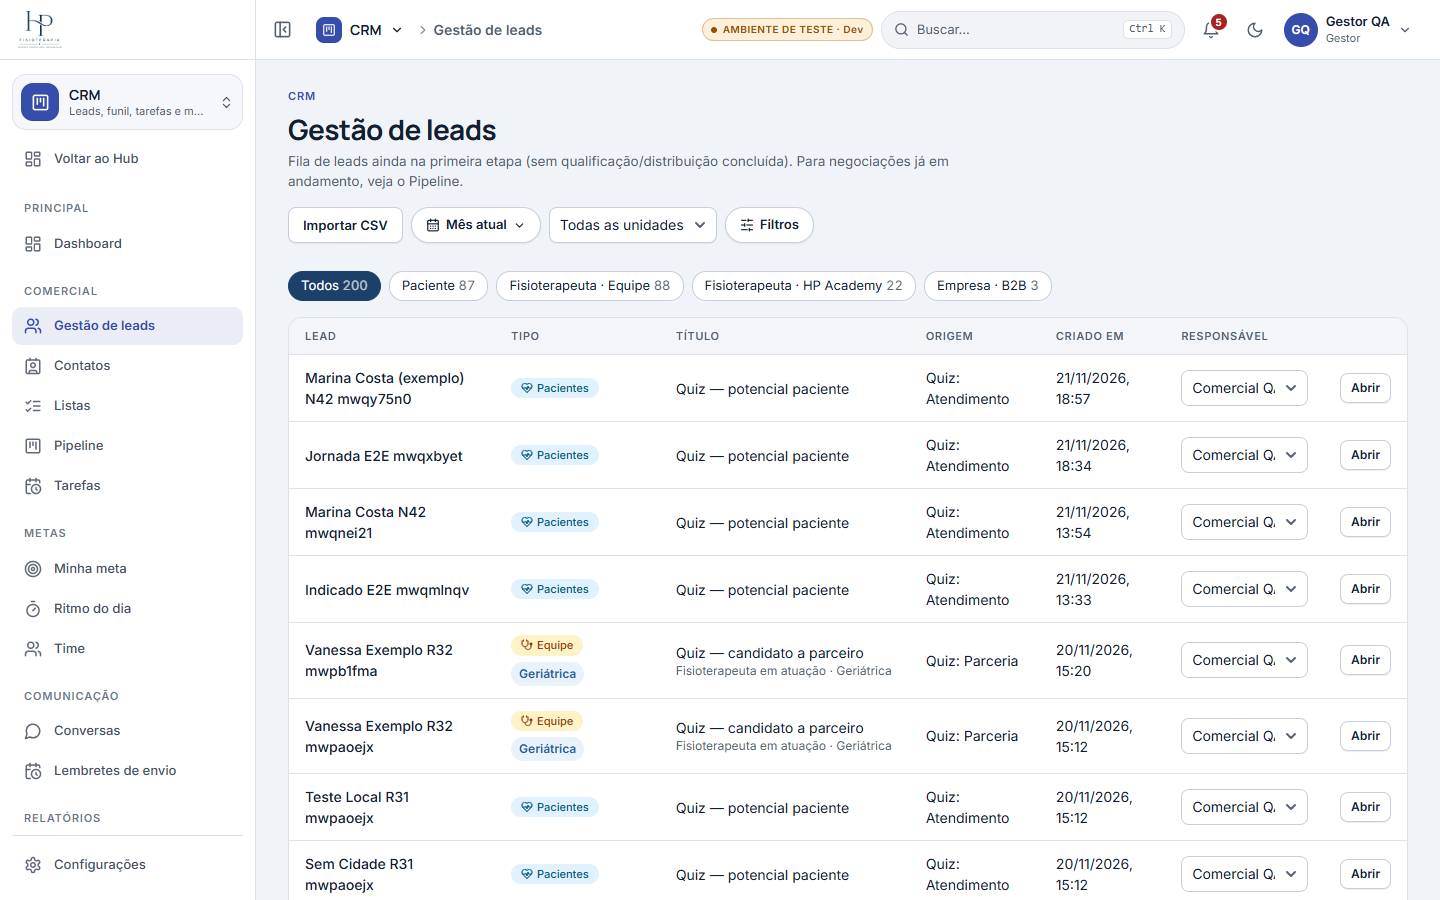 hp
FISIOTERAPIA
CRM
Gestão de leads
AMBIENTE DE TESTE · Dev
Buscar...
Ctrl K
5
GQ
Gestor QA
Gestor
CRM
Leads, funil, tarefas e m...
Voltar ao Hub
PRINCIPAL
Dashboard
COMERCIAL
Gestão de leads
Contatos
Listas
Pipeline
Tarefas
METAS
Minha meta
Ritmo do dia
Time
COMUNICAÇÃO
Conversas
Lembretes de envio
RELATÓRIOS
Configurações
CRM
Gestão de leads
Fila de leads ainda na primeira etapa (sem qualificação/distribuição concluída). Para negociações já em
andamento, veja o Pipeline.
Importar CSV
Mês atual
Todas as unidades
Filtros
Todos 200
Paciente 87
Fisioterapeuta · Equipe 88
Fisioterapeuta · HP Academy 22
Empresa · B2B 3
LEAD TIPO TÍTULO ORIGEM CRIADO EM RESPONSÁVEL
Marina Costa (exemplo)
N42 mwqy75n0
Pacientes
Quiz — potencial paciente
Quiz:
Atendimento
21/11/2026,
18:57
Comercial Q
Abrir
Jornada E2E mwqxbyet
Pacientes
Quiz — potencial paciente
Quiz:
Atendimento
21/11/2026,
18:34
Comercial Q
Abrir
Marina Costa N42
mwqnei21
Pacientes
Quiz — potencial paciente
Quiz:
Atendimento
21/11/2026,
13:54
Comercial Q
Abrir
Indicado E2E mwqmlnqv
Pacientes
Quiz — potencial paciente
Quiz:
Atendimento
21/11/2026,
13:33
Comercial Q
Abrir
Vanessa Exemplo R32
mwpb1fma
Equipe
Geriátrica
Quiz — candidato a parceiro
Fisioterapeuta em atuação · Geriátrica
Quiz: Parceria
20/11/2026,
15:20
Comercial Q
Abrir
Vanessa Exemplo R32
mwpaoejx
Equipe
Geriátrica
Quiz — candidato a parceiro
Fisioterapeuta em atuação · Geriátrica
Quiz: Parceria
20/11/2026,
15:12
Comercial Q
Abrir
Teste Local R31
mwpaoejx
Pacientes
Quiz — potencial paciente
Quiz:
Atendimento
20/11/2026,
15:12
Comercial Q
Abrir
Sem Cidade R31
mwpaoejx
Pacientes
Quiz — potencial paciente
Quiz:
Atendimento
20/11/2026,
15:12
Comercial Q
Abrir